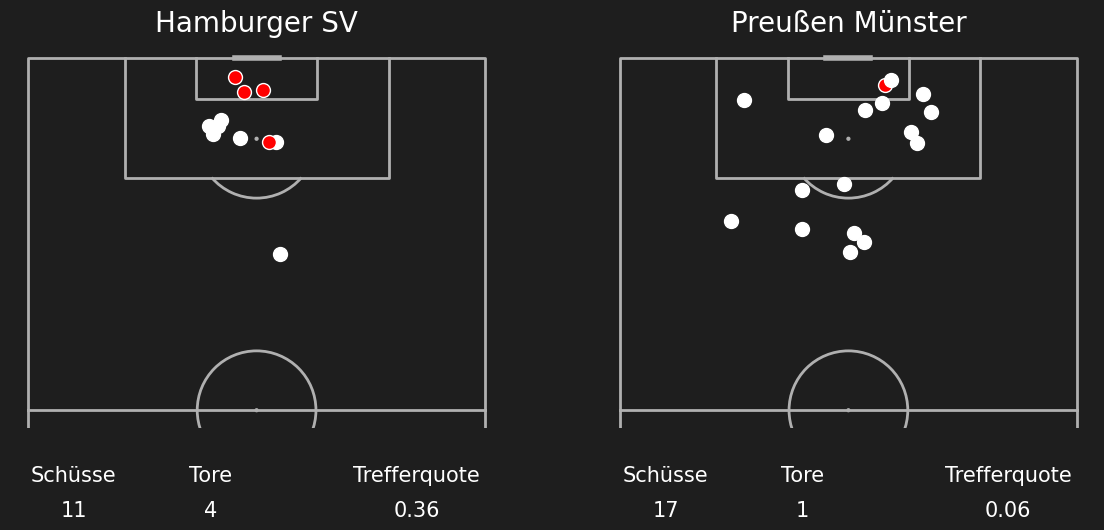 Hamburger SV
Preußen Münster
Schüsse Tore Trefferquote
11 4 0.36
Schüsse Tore Trefferquote
17 1 0.06